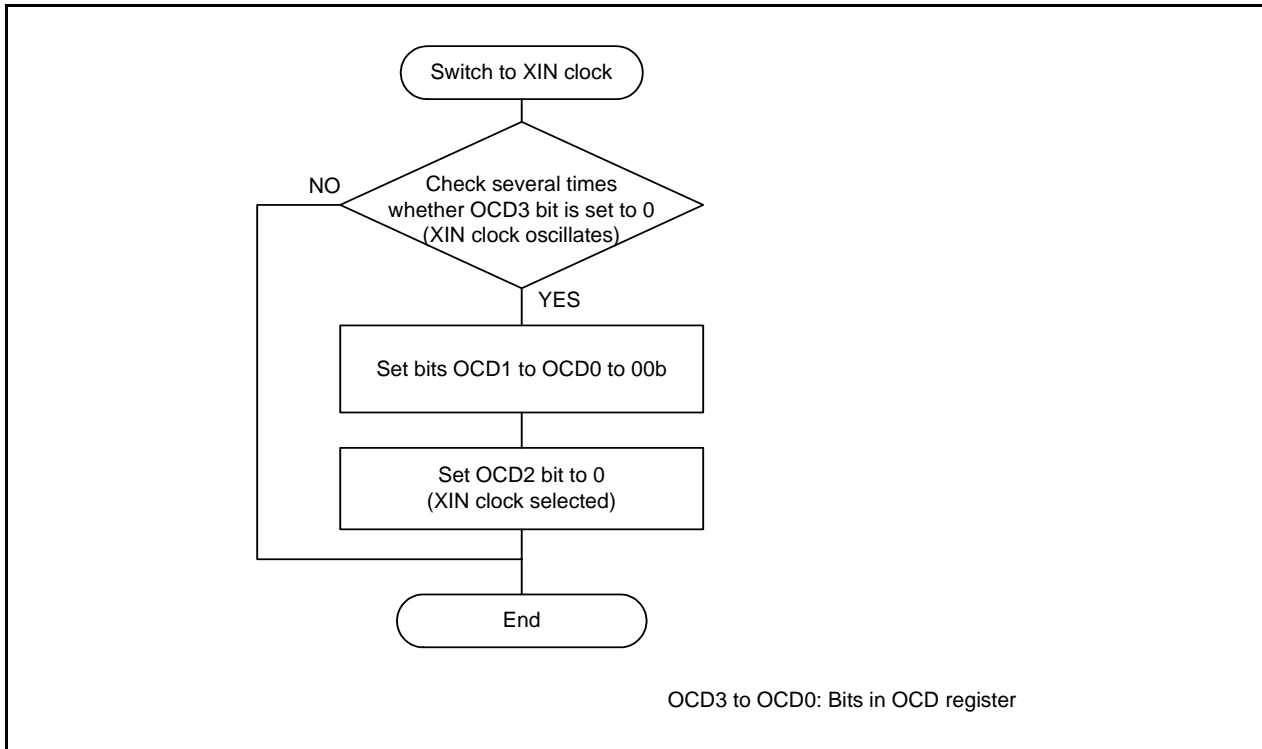 Switch to XIN clock
NO
Check several times
whether OCD3 bit is set to 0
(XIN clock oscillates)
YES
Set bits OCD1 to OCD0 to 00b
Set OCD2 bit to 0
(XIN clock selected)
End
OCD3 to OCD0: Bits in OCD register